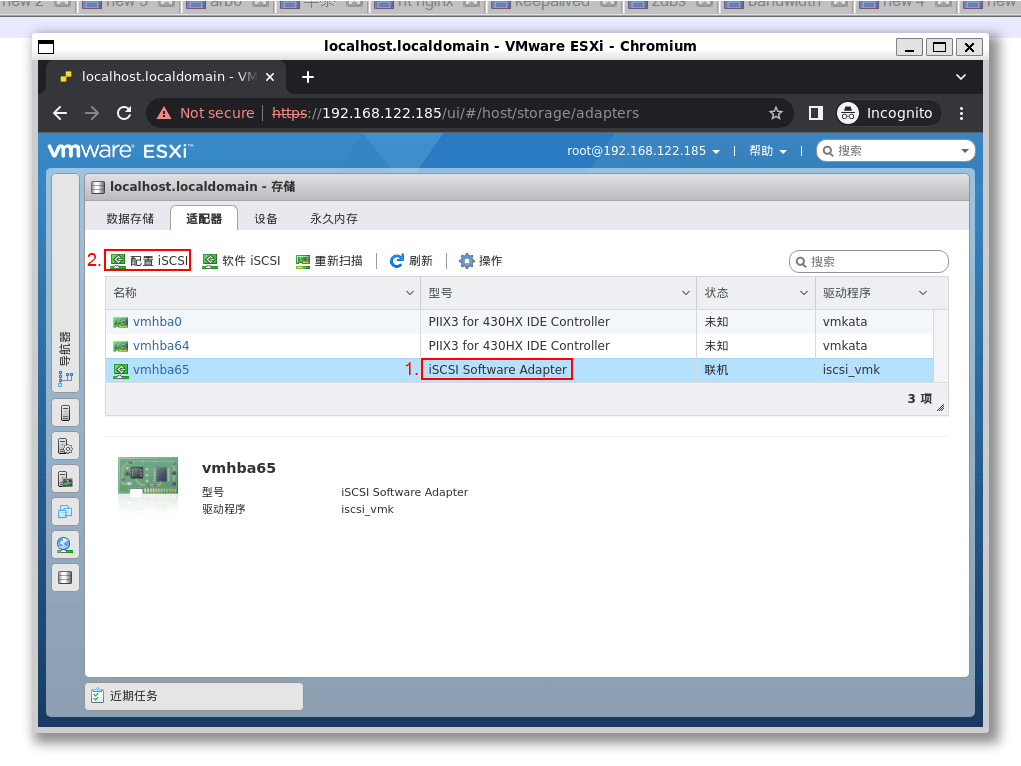 new 2 new 3 arbo nt nginx keepalived zdbs bandwidth new 4 new
localhost.localdomain - VMware ESXi - Chromium
localhost.localdomain - VM
Not secure https://192.168.122.185/ui/#/host/storage/adapters Incognito
vmware ESXi™ root@192.168.122.185 | 帮助 | 搜索
localhost.localdomain - 存储
数据存储 适配器 设备 永久内存
2. 配置 iSCSI 软件 iSCSI 重新扫描 刷新 操作 搜索
名称 型号 状态 驱动程序
vmhba0 PIIX3 for 430HX IDE Controller 未知 vmkata
vmhba64 PIIX3 for 430HX IDE Controller 未知 vmkata
vmhba65 1. iSCSI Software Adapter 联机 iscsi_vmk
3 项
导航器
vmhba65
型号 iSCSI Software Adapter
驱动程序 iscsi_vmk
近期任务